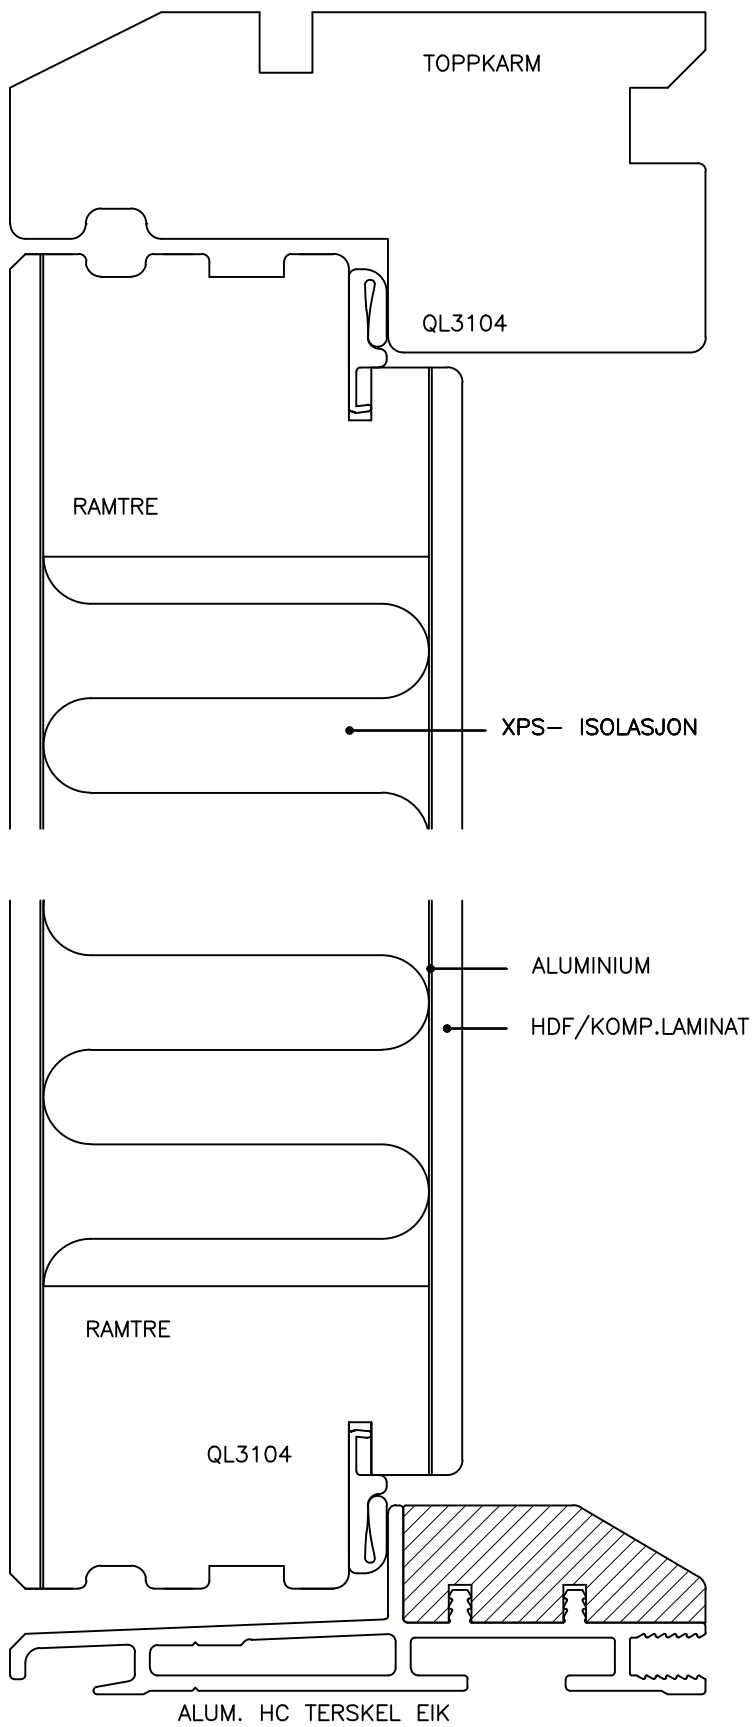 TOPPKARM
QL3104
RAMTRE
XPS- ISOLASJON
ALUMINIUM
HDF/KOMP.LAMINAT
RAMTRE
QL3104
ALUM. HC TERSKEL EIK